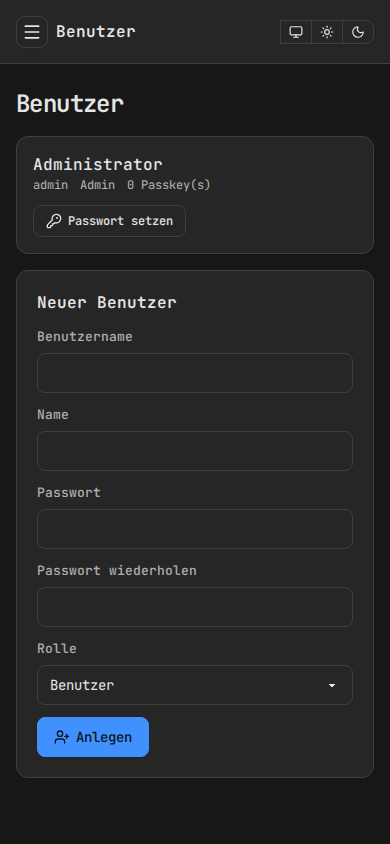 Benutzer
Benutzer
Administrator
admin Admin 0 Passkey(s)
Passwort setzen
Neuer Benutzer
Benutzername
Name
Passwort
Passwort wiederholen
Rolle
Benutzer
Anlegen